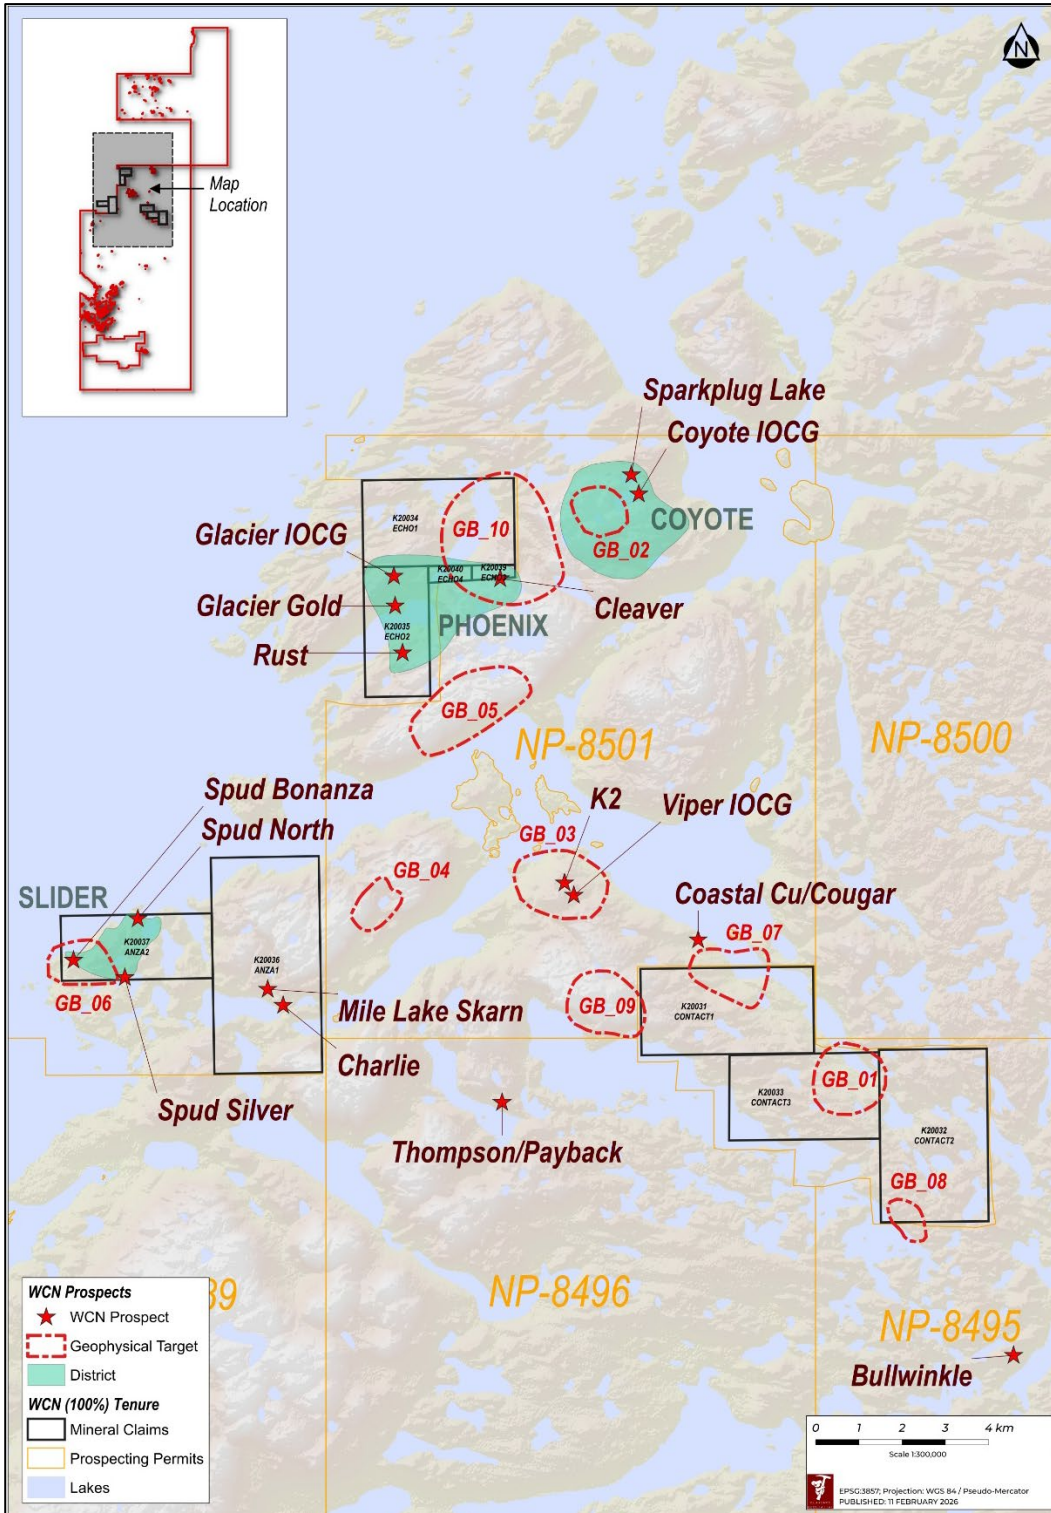 N
Map
Location
Sparkplug Lake
Coyote IOCG
K20034
ECHO1
GB_10
COYOTE
GB_02
Glacier IOCG
K20040
ECHO4
K20039
ECHO3
Glacier Gold
Cleaver
K20035
ECHO2
PHOENIX
Rust
GB_05
NP-8501
NP-8500
Spud Bonanza
K2
Viper IOCG
Spud North
GB_03
GB_04
SLIDER
Coastal Cu/Cougar
K20037
ANZA2
GB_07
K20036
ANZA1
GB_06
GB_09
Mile Lake Skarn
K20031
CONTACT1
Charlie
GB_01
Spud Silver
K20033
CONTACT3
K20032
CONTACT2
Thompson/Payback
GB_08
WCN Prospects
WCN Prospect
Geophysical Target
District
WCN (100%) Tenure
Mineral Claims
Prospecting Permits
Lakes
89
NP-8496
NP-8495
Bullwinkle
0 1 2 3 4 km
Scale 1:300,000
EPSG:3857; Projection: WGS 84 / Pseudo-Mercator
PUBLISHED: 11 FEBRUARY 2026